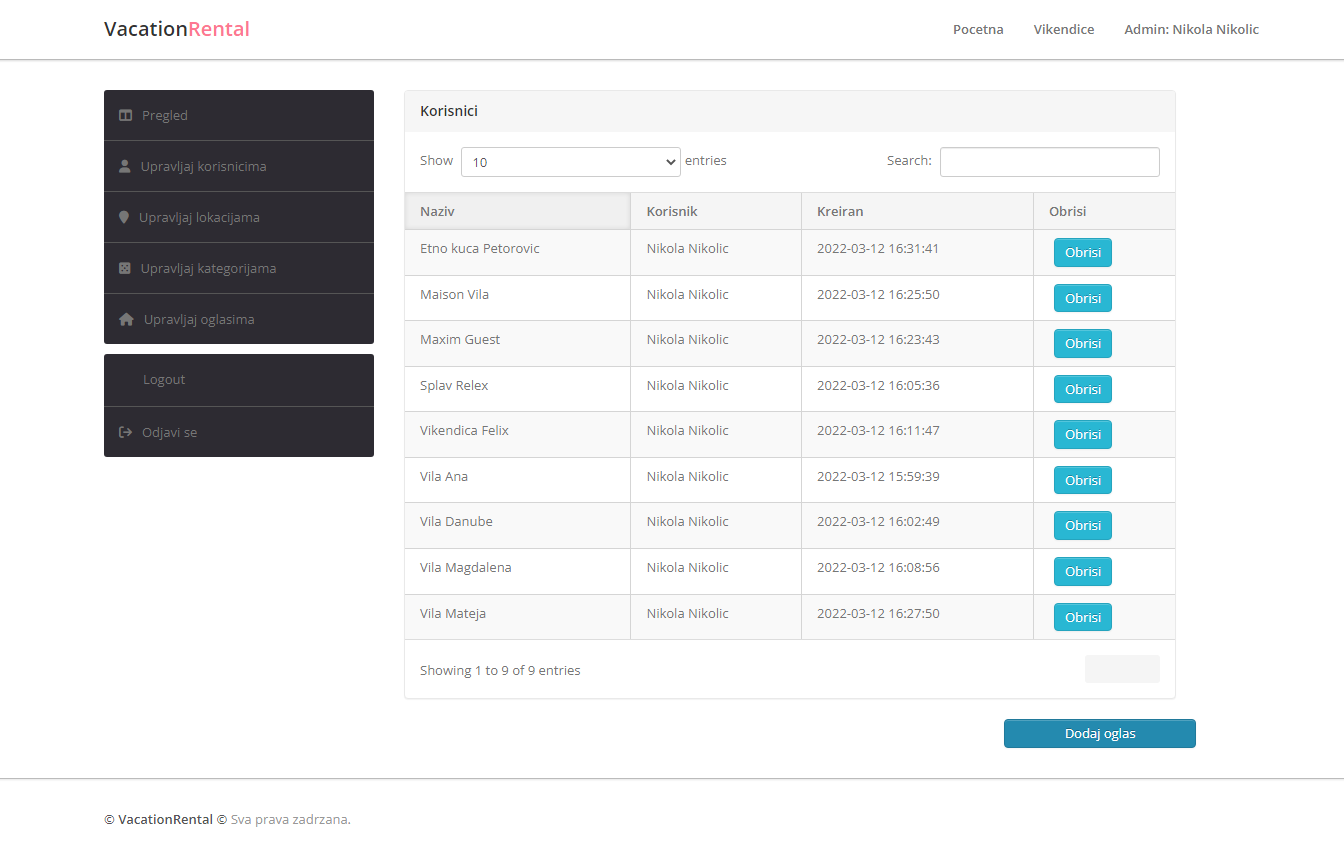 VacationRental
Pocetna Vikendice Admin: Nikola Nikolic
Pregled
Upravljaj korisnicima
Upravljaj lokacijama
Upravljaj kategorijama
Upravljaj oglasima
Logout
Odjavi se
Korisnici
Show 10 entries Search:
Naziv Korisnik Kreiran Obrisi
Etno kuca Petorovic Nikola Nikolic 2022-03-12 16:31:41 Obrisi
Maison Vila Nikola Nikolic 2022-03-12 16:25:50 Obrisi
Maxim Guest Nikola Nikolic 2022-03-12 16:23:43 Obrisi
Splav Relex Nikola Nikolic 2022-03-12 16:05:36 Obrisi
Vikendica Felix Nikola Nikolic 2022-03-12 16:11:47 Obrisi
Vila Ana Nikola Nikolic 2022-03-12 15:59:39 Obrisi
Vila Danube Nikola Nikolic 2022-03-12 16:02:49 Obrisi
Vila Magdalena Nikola Nikolic 2022-03-12 16:08:56 Obrisi
Vila Mateja Nikola Nikolic 2022-03-12 16:27:50 Obrisi
Showing 1 to 9 of 9 entries
Dodaj oglas
© VacationRental © Sva prava zadrzana.